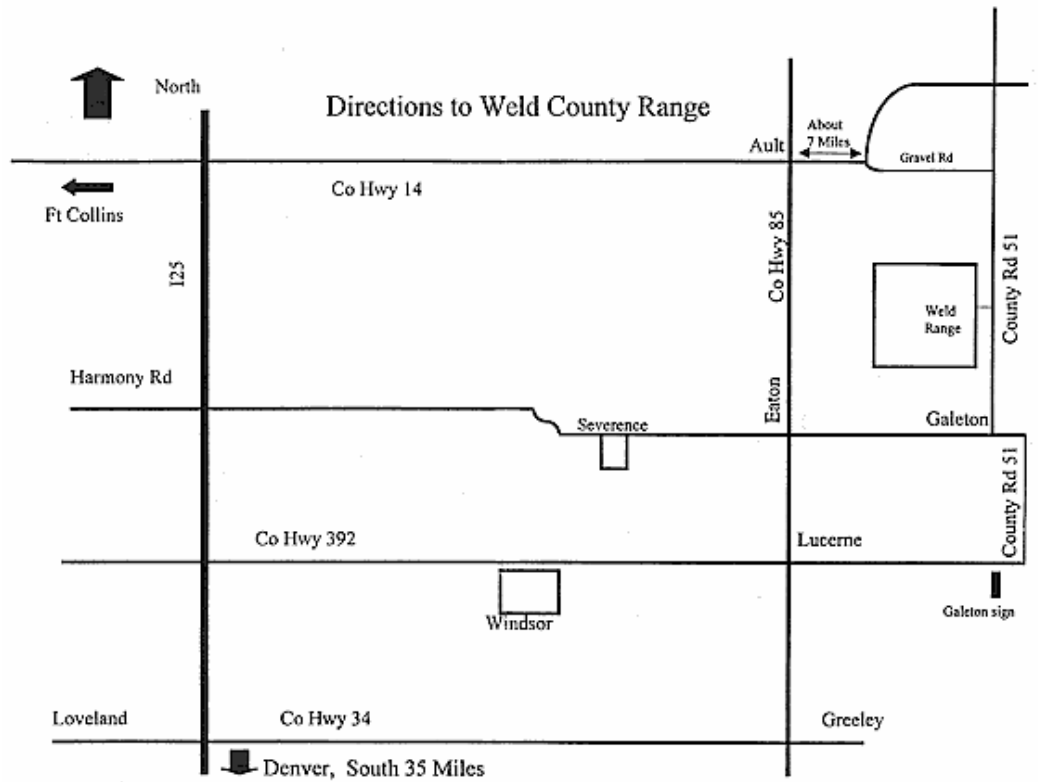 North
Directions to Weld County Range
Ault
About
7 Miles
Gravel Rd
Co Hwy 14
Ft Collins
I25
Co Hwy 85
County Rd 51
Weld
Range
Harmony Rd
Eaton
Severence
Galeton
County Rd 51
Co Hwy 392
Lucerne
Windsor
Galeton sign
Loveland
Co Hwy 34
Greeley
Denver, South 35 Miles